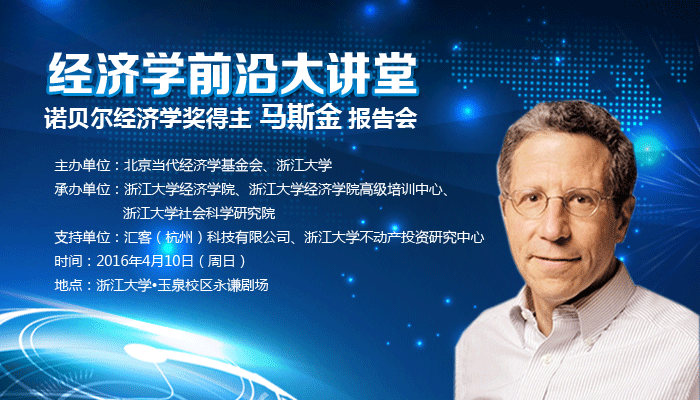 经济学前沿大讲堂
诺贝尔经济学奖得主 马斯金 报告会
主办单位：北京当代经济学基金会、浙江大学
承办单位：浙江大学经济学院、浙江大学经济学院高级培训中心、
浙江大学社会科学研究院
支持单位：汇客（杭州）科技有限公司、浙江大学不动产投资研究中心
时间：2016年4月10日（周日）
地点：浙江大学•玉泉校区永谦剧场